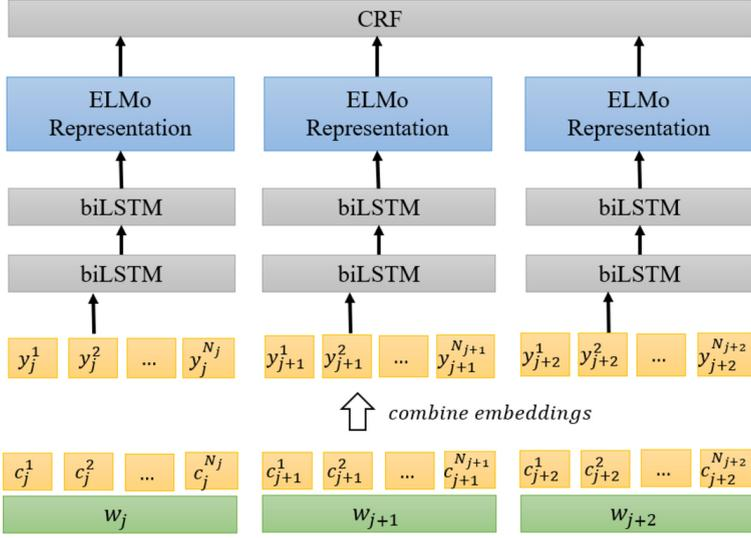 CRF
ELMo Representation ELMo Representation ELMo Representation
biLSTM biLSTM biLSTM
biLSTM biLSTM biLSTM
y_j^1 y_j^2 ... y_j^{N_j} y_{j+1}^1 y_{j+1}^2 ... y_{j+1}^{N_{j+1}} y_{j+2}^1 y_{j+2}^2 ... y_{j+2}^{N_{j+2}}
combine embeddings
c_j^1 c_j^2 ... c_j^{N_j} c_{j+1}^1 c_{j+1}^2 ... c_{j+1}^{N_{j+1}} c_{j+2}^1 c_{j+2}^2 ... c_{j+2}^{N_{j+2}}
w_j w_{j+1} w_{j+2}